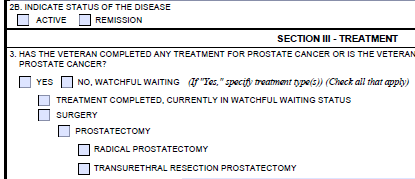 2B. INDICATE STATUS OF THE DISEASE
ACTIVE REMISSION
SECTION III - TREATMENT
3. HAS THE VETERAN COMPLETED ANY TREATMENT FOR PROSTATE CANCER OR IS THE VETERAN
PROSTATE CANCER?
YES NO, WATCHFUL WAITING (If "Yes," specify treatment type(s)) (Check all that apply)
TREATMENT COMPLETED, CURRENTLY IN WATCHFUL WAITING STATUS
SURGERY
PROSTATECTOMY
RADICAL PROSTATECTOMY
TRANSURETHRAL RESECTION PROSTATECTOMY